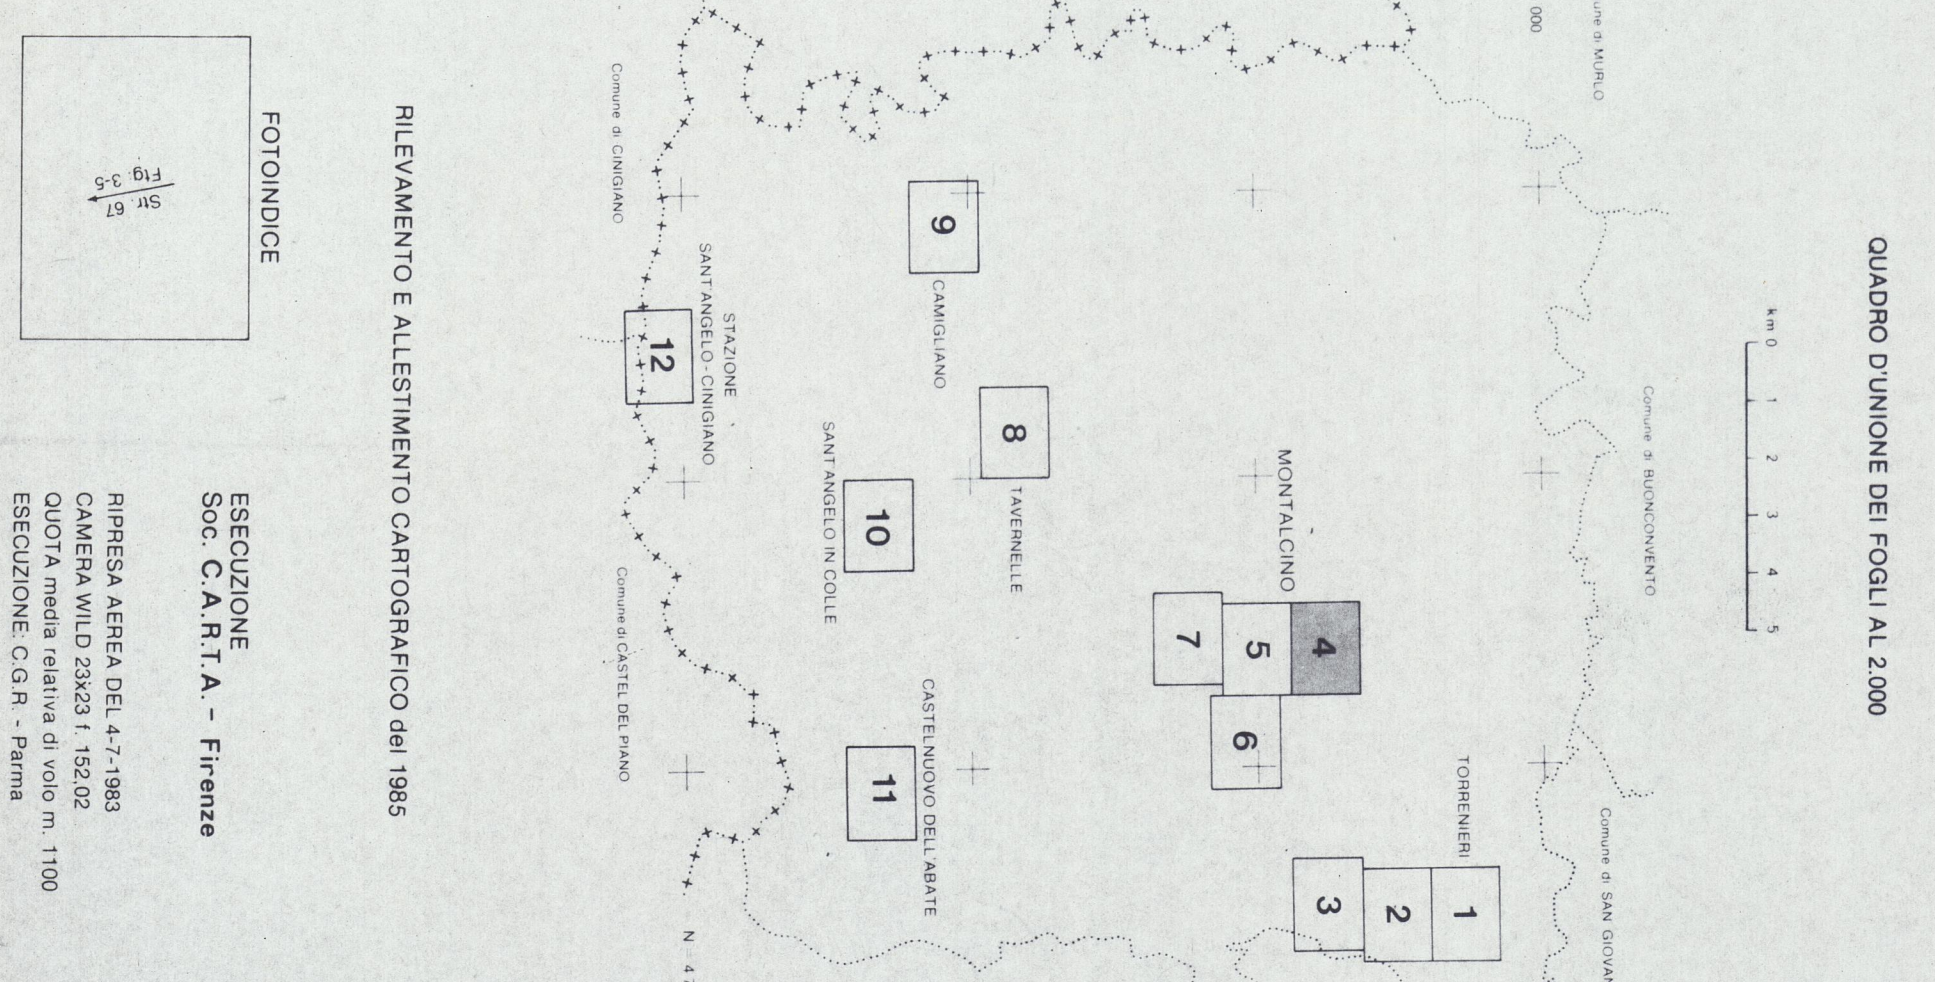 QUADRO D'UNIONE DEI FOGLI AL 2.000
km 0 1 2 3 4 5
une di MURLO
000
Comune di BUONCONVENTO
Comune di SAN GIOVAN
TORRENIERI
1
2
3
MONTALCINO
4
5
6
7
8
TAVERNELLE
9
CAMIGLIANO
10
SANT'ANGELO IN COLLE
CASTELNUOVO DELL'ABATE
11
STAZIONE
SANT'ANGELO - CINIGIANO
12
Comune di CINIGIANO
Comune di CASTEL DEL PIANO
N 4
RILEVAMENTO E ALLESTIMENTO CARTOGRAFICO del 1985
FOTOINDICE
Str. 67
Ftg. 3-5
ESECUZIONE
Soc. C.A.R.T.A. - Firenze
RIPRESA AEREA DEL 4-7-1983
CAMERA WILD 23x23 f. 152,02
QUOTA media relativa di volo m. 1100
ESECUZIONE: C.G.R. - Parma